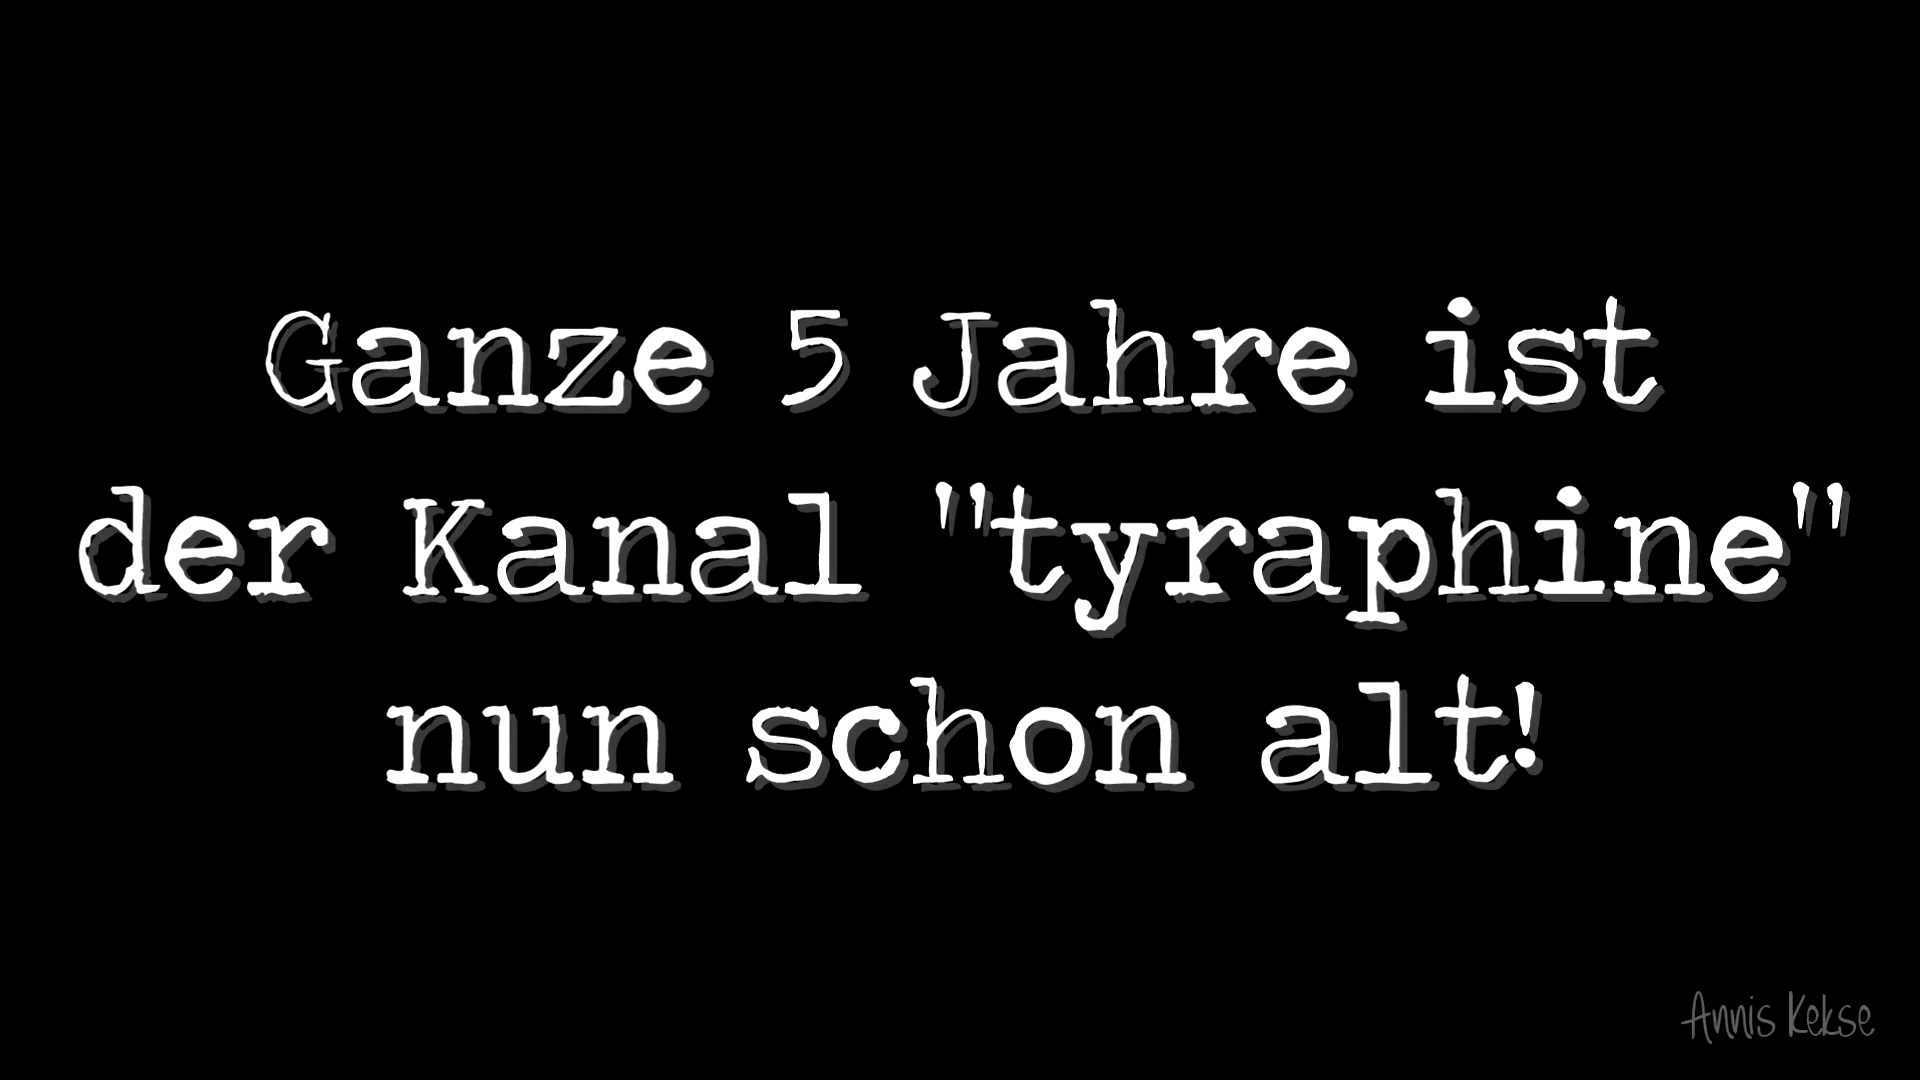 Ganze 5 Jahre ist
der Kanal "tyraphine"
nun schon alt!
Annis Kekse